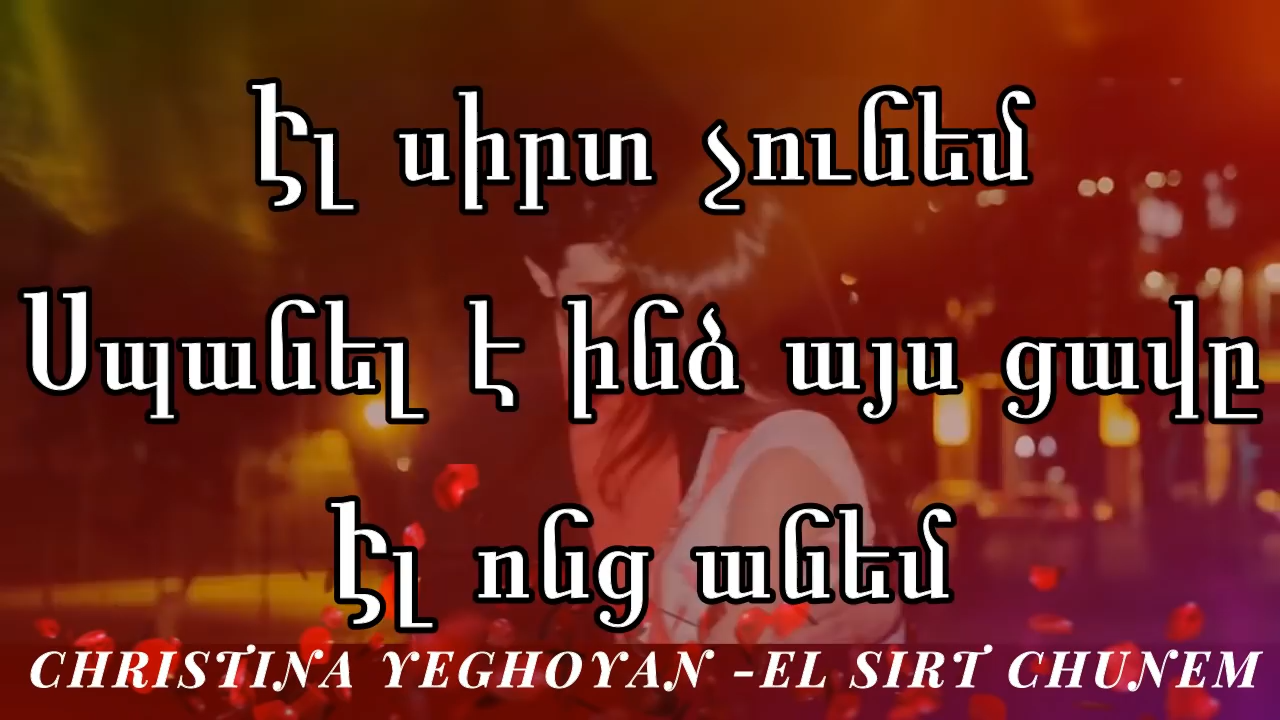 Էլ սիրտ չունեմ
Սպանել է ինձ այս ցավը
Էլ ոնց անեմ
CHRISTINA YEGHOYAN -EL SIRT CHUNEM